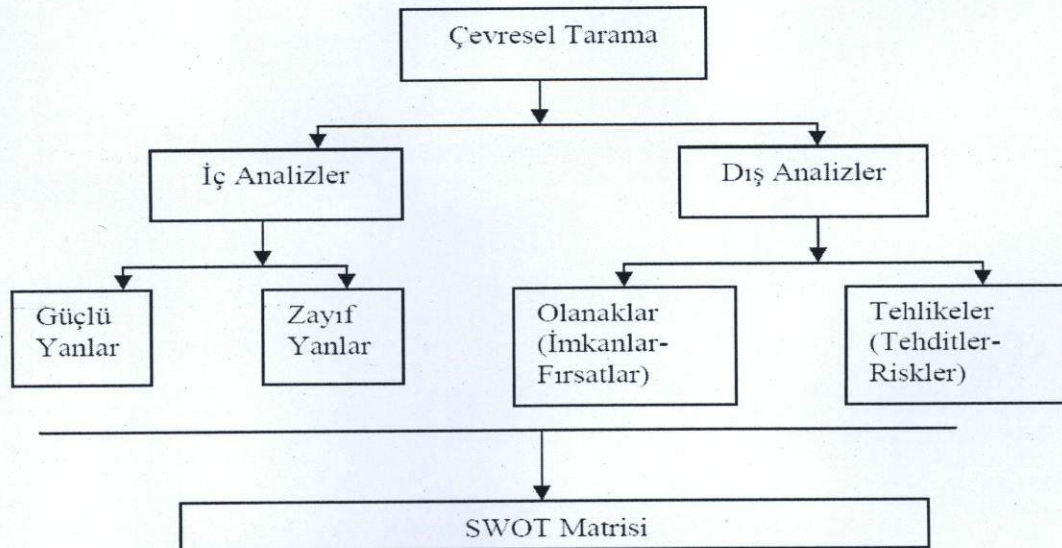 Çevresel Tarama
İç Analizler
Dış Analizler
Güçlü
Yanlar
Zayıf
Yanlar
Olanaklar
(İmkanlar-
Fırsatlar)
Tehlikeler
(Tehditler-
Riskler)
SWOT Matrisi